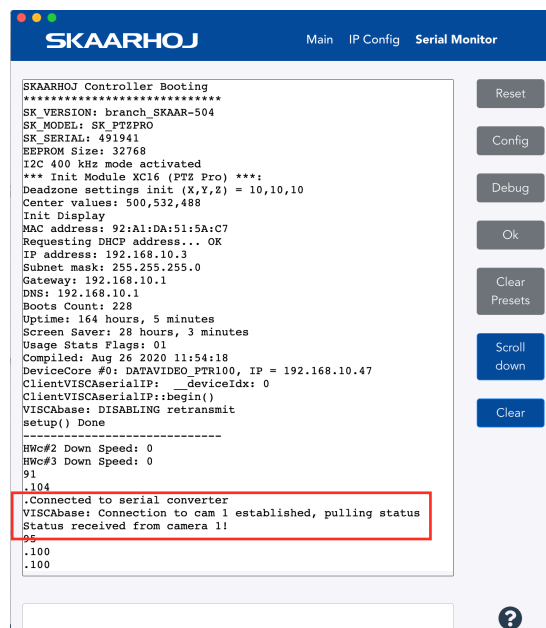 SKAARHOJ
Main IP Config Serial Monitor
SKAARHOJ Controller Booting
*****************************
SK_VERSION: branch_SKAAR-504
SK_MODEL: SK_PTZPRO
SK_SERIAL: 491941
EEPROM Size: 32768
I2C 400 kHz mode activated
*** Init Module XC16 (PTZ Pro) ***:
Deadzone settings init (X,Y,Z) = 10,10,10
Center values: 500,532,488
Init Display
MAC address: 92:A1:DA:51:5A:C7
Requesting DHCP address... OK
IP address: 192.168.10.3
Subnet mask: 255.255.255.0
Gateway: 192.168.10.1
DNS: 192.168.10.1
Boots Count: 228
Uptime: 164 hours, 5 minutes
Screen Saver: 28 hours, 3 minutes
Usage Stats Flags: 01
Compiled: Aug 26 2020 11:54:18
DeviceCore #0: DATAVIDEO_PTR100, IP = 192.168.10.47
ClientVISCAserialIP: __deviceIdx: 0
ClientVISCAserialIP::begin()
VISCAbase: DISABLING retransmit
setup() Done
-----------------------------
HWc#2 Down Speed: 0
HWc#3 Down Speed: 0
91
.104
.Connected to serial converter
VISCAbase: Connection to cam 1 established, pulling status
Status received from camera 1!
95
.100
.100
Reset
Config
Debug
Ok
Clear
Presets
Scroll
down
Clear
?